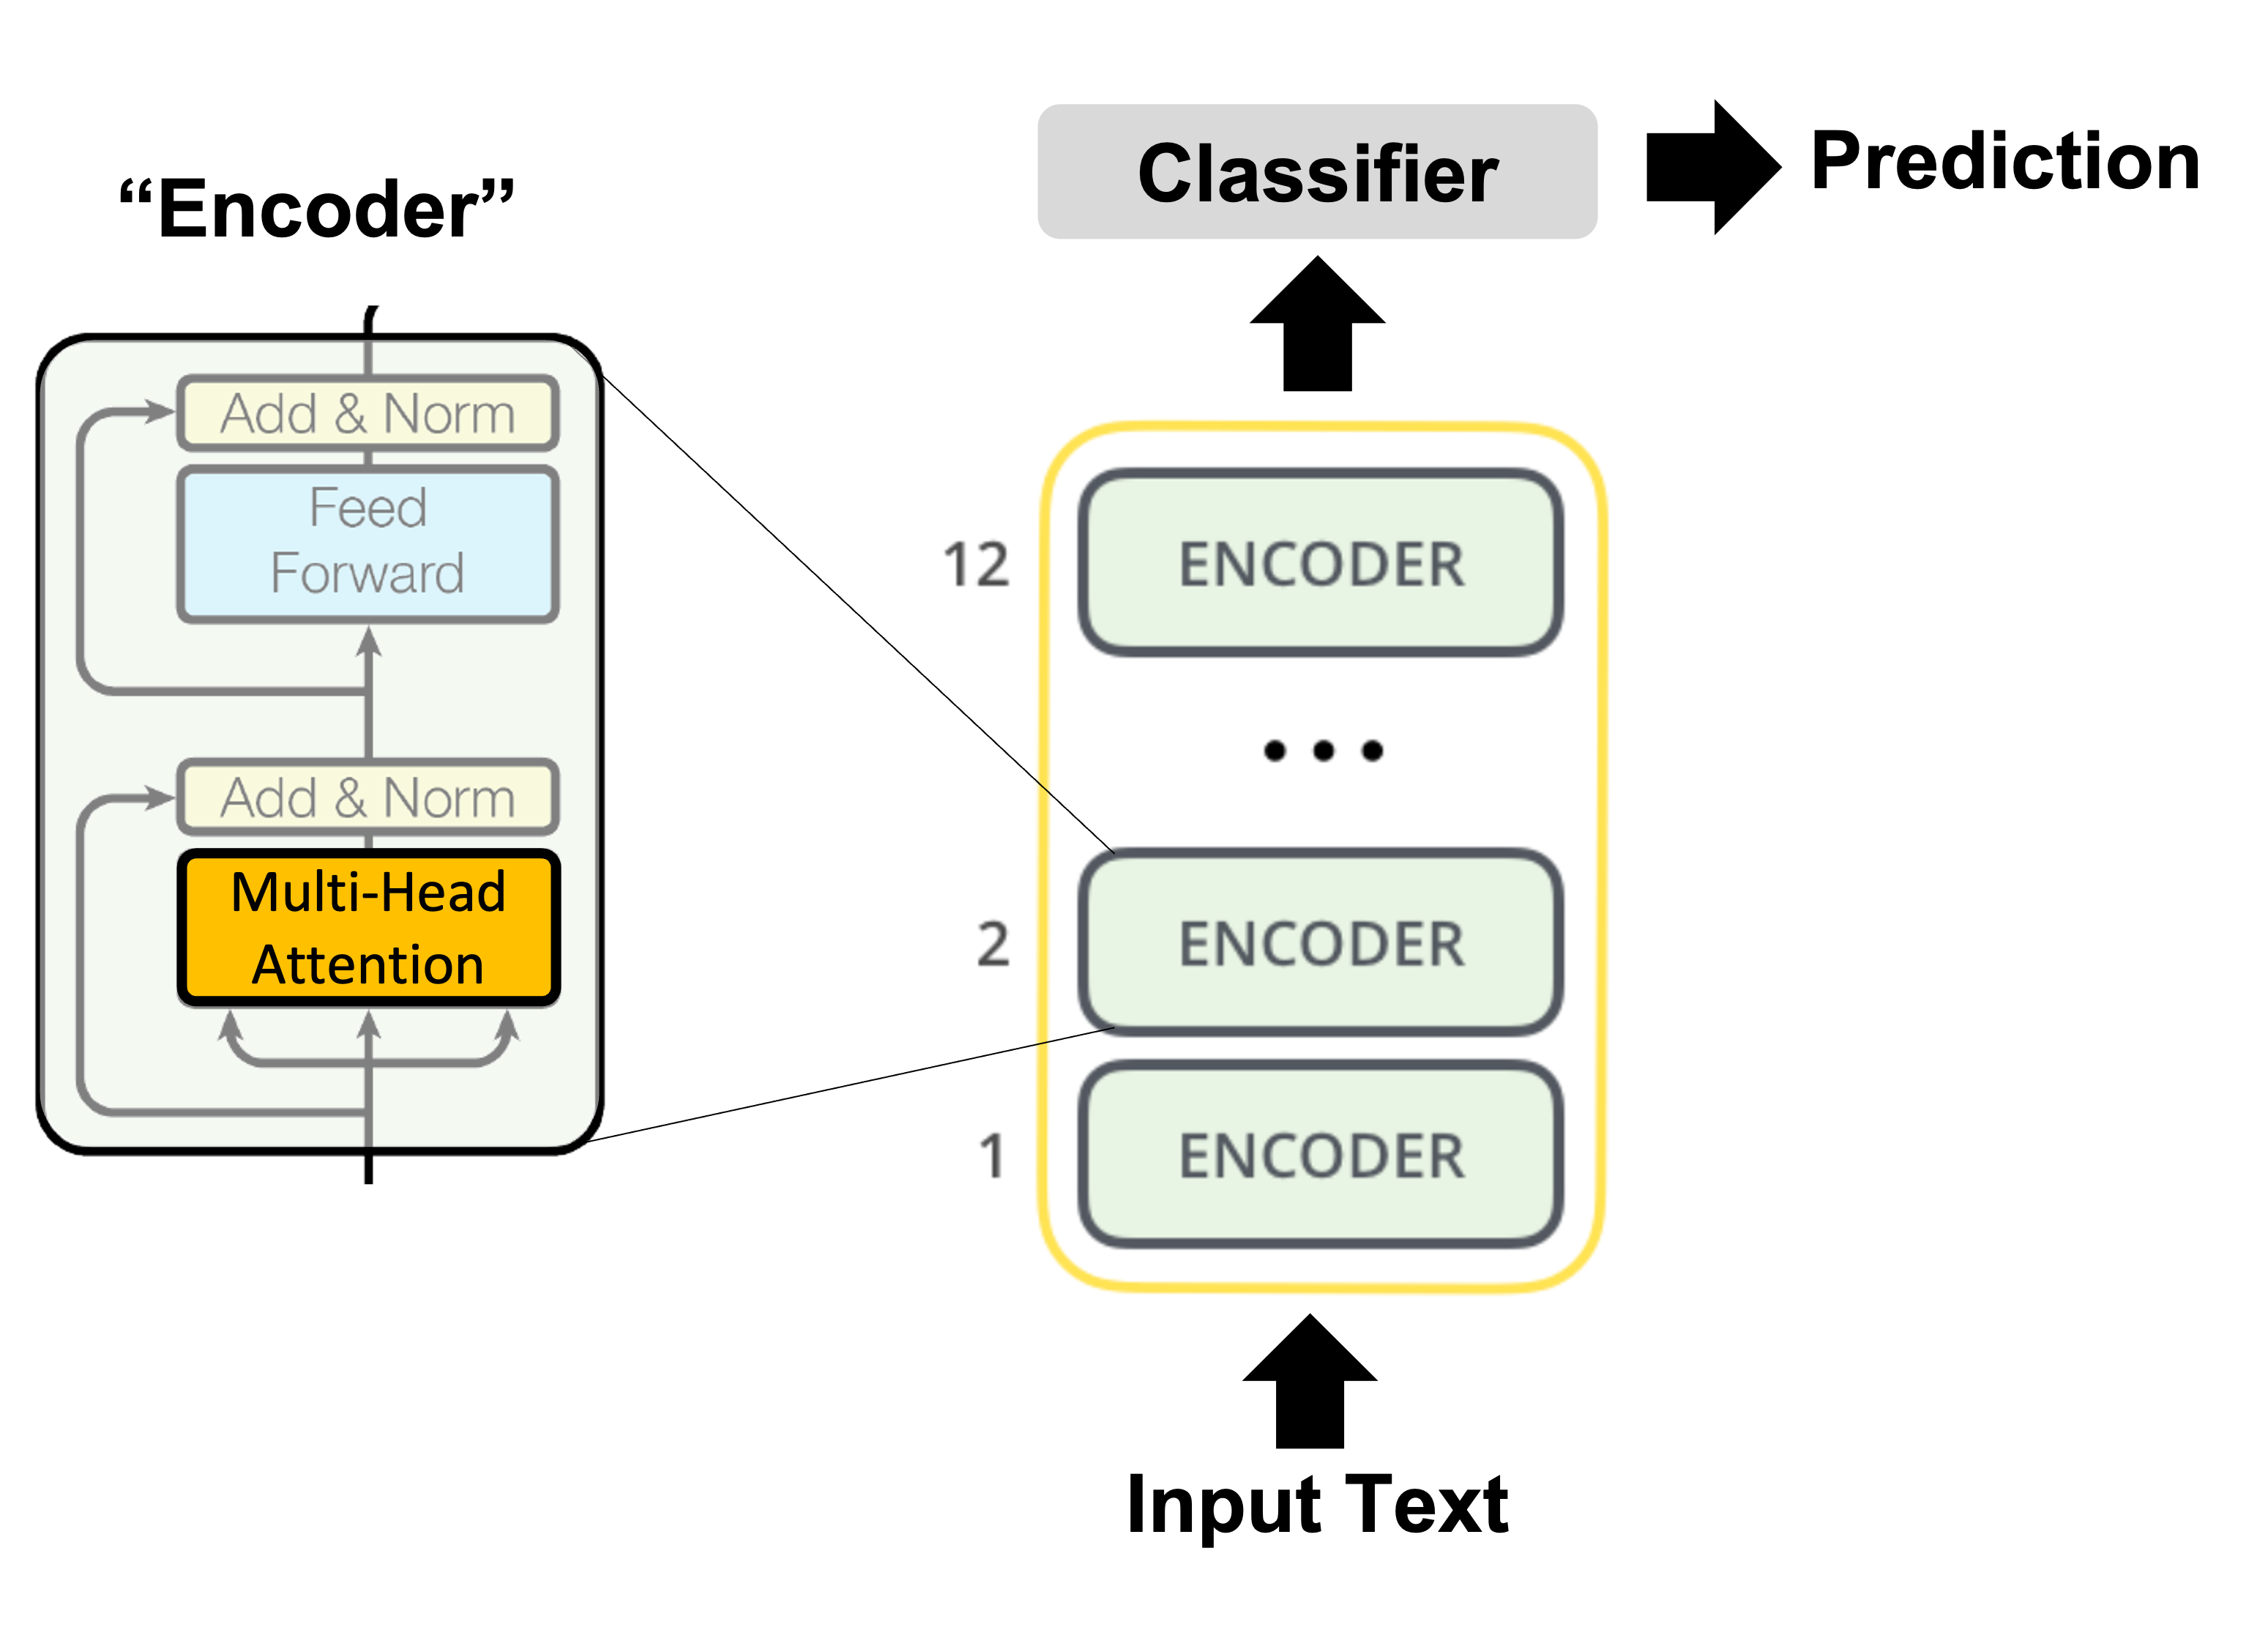 “Encoder”
Add & Norm
Feed
Forward
Add & Norm
Multi-Head
Attention
Classifier
Prediction
12
ENCODER
...
2
ENCODER
1
ENCODER
Input Text